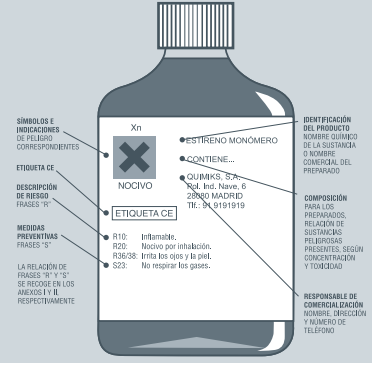 SÍMBOLOS E
INDICACIONES
DE PELIGRO
CORRESPONDIENTES
ETIQUETA CE
DESCRIPCIÓN
DE RIESGO
FRASES "R"
MEDIDAS
PREVENTIVAS
FRASES "S"
LA RELACIÓN DE
FRASES "R" Y "S"
SE RECOGE EN LOS
ANEXOS I Y II,
RESPECTIVAMENTE
Xn
NOCIVO
ETIQUETA CE
ESTIRENO MONÓMERO
CONTIENE...
QUIMIKS, S.A.
Pol. Ind. Nave, 6
28080 MADRID
Tlf.: 91 9191919
R10: Inflamable.
R20: Nocivo por inhalación.
R36/38: Irrita los ojos y la piel.
S23: No respirar los gases.
IDENTIFICACIÓN
DEL PRODUCTO
NOMBRE QUÍMICO
DE LA SUSTANCIA
O NOMBRE
COMERCIAL DEL
PREPARADO
COMPOSICIÓN
PARA LOS
PREPARADOS,
RELACIÓN DE
SUSTANCIAS
PELIGROSAS
PRESENTES, SEGÚN
CONCENTRACIÓN
Y TOXICIDAD
RESPONSABLE DE
COMERCIALIZACIÓN
NOMBRE, DIRECCIÓN
Y NÚMERO DE
TELÉFONO